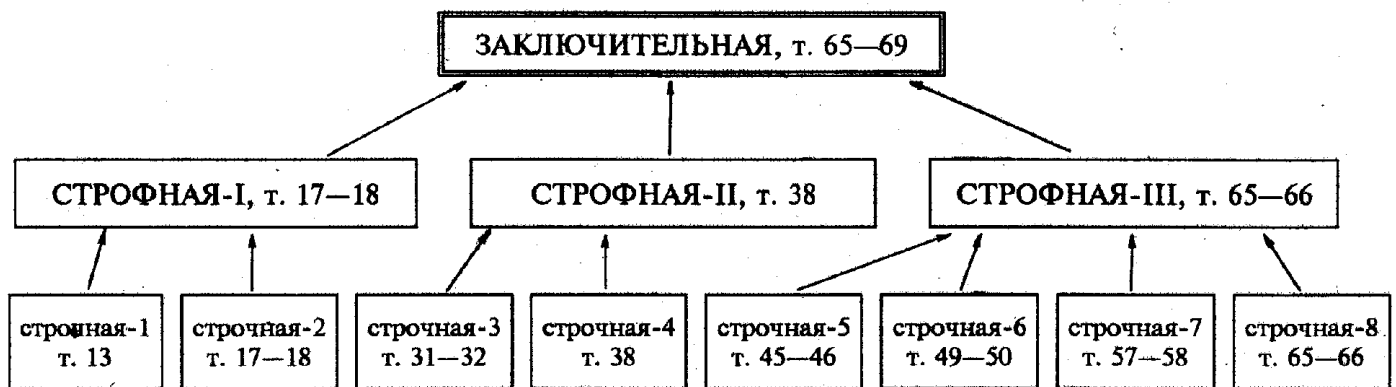 ЗАКЛЮЧИТЕЛЬНАЯ, т. 65—69
СТРОФНАЯ-I, т. 17—18
СТРОФНАЯ-II, т. 38
СТРОФНАЯ-III, т. 65—66
строчная-1
т. 13
строчная-2
т. 17—18
строчная-3
т. 31—32
строчная-4
т. 38
строчная-5
т. 45—46
строчная-6
т. 49—50
строчная-7
т. 57—58
строчная-8
т. 65—66